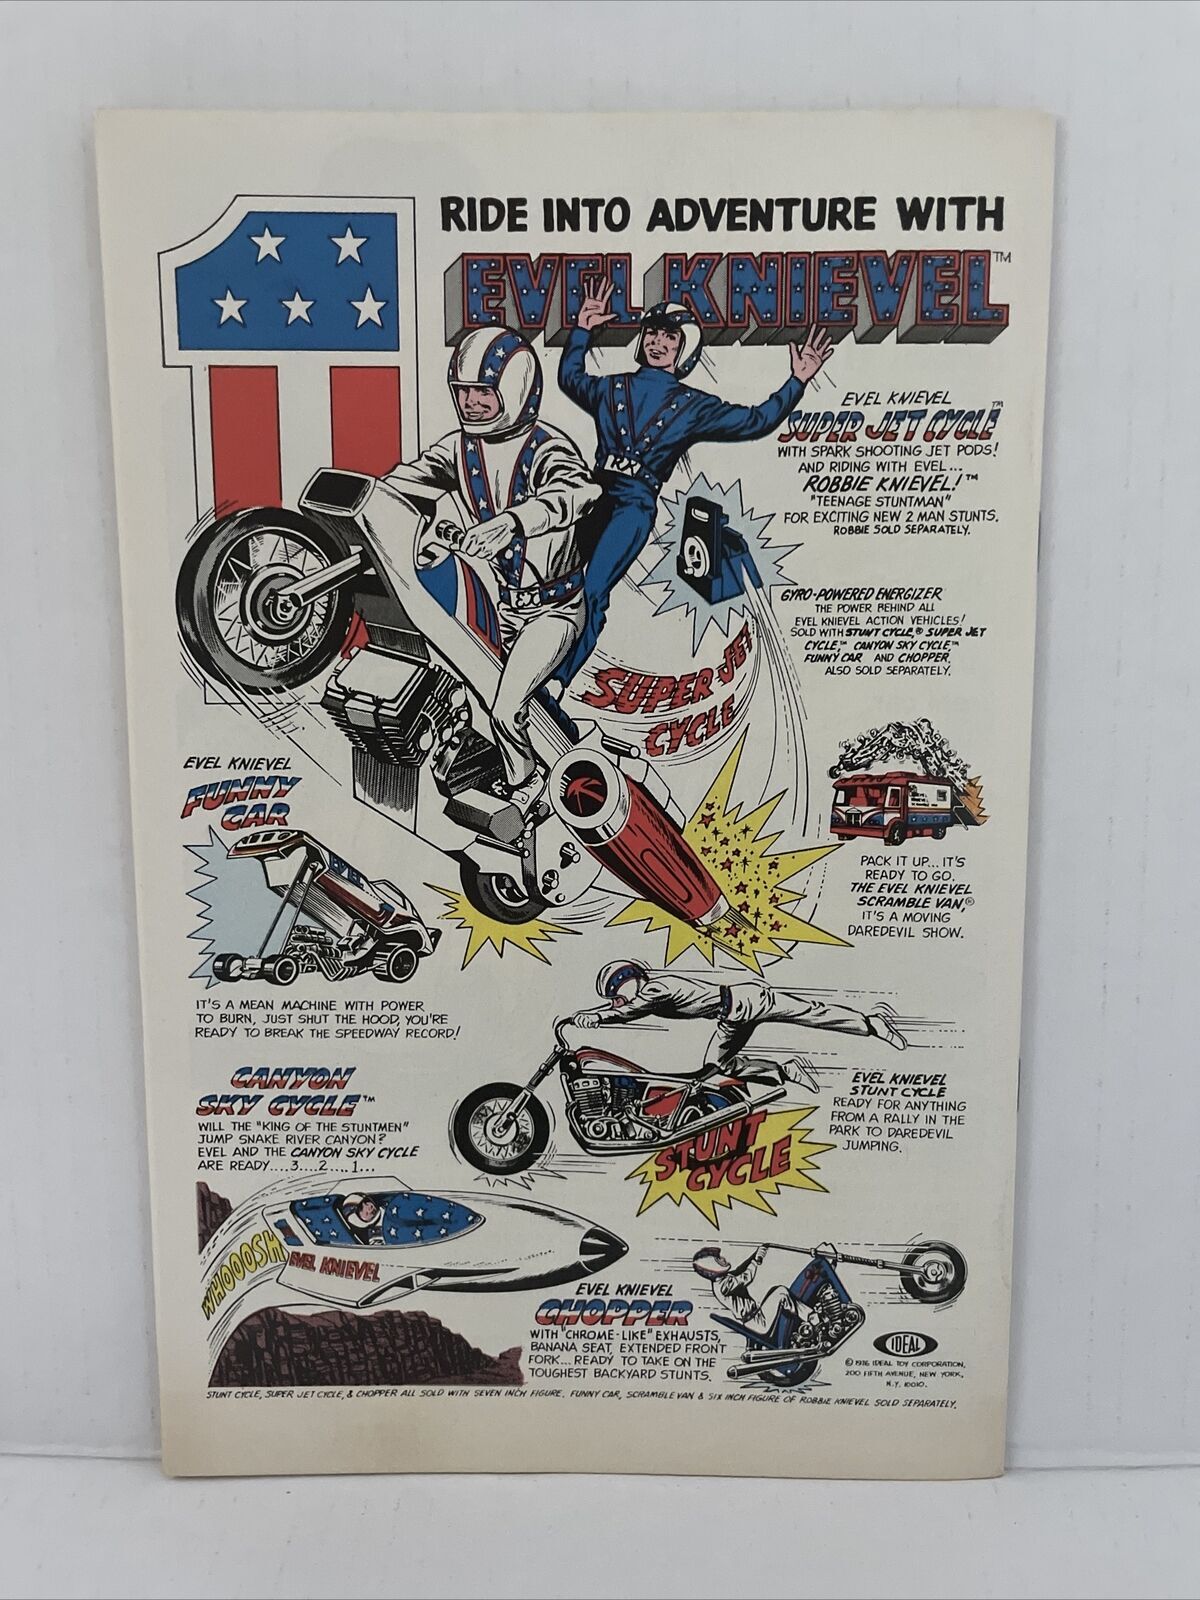 RIDE INTO ADVENTURE WITH
EVEL KNIEVEL™
EVEL KNIEVEL
SUPER JET CYCLE™
WITH SPARK SHOOTING JET PODS!
AND RIDING WITH EVEL...
ROBBIE KNIEVEL!™
"TEENAGE STUNTMAN"
FOR EXCITING NEW 2 MAN STUNTS.
ROBBIE SOLD SEPARATELY.
GYRO-POWERED ENERGIZER
THE POWER BEHIND ALL
EVEL KNIEVEL ACTION VEHICLES!
SOLD WITH STUNT CYCLE,® SUPER JET
CYCLE,™ CANYON SKY CYCLE,™
FUNNY CAR AND CHOPPER.
ALSO SOLD SEPARATELY.
SUPER JET
CYCLE
EVEL KNIEVEL
FUNNY
CAR
EVEL
1
IT'S A MEAN MACHINE WITH POWER
TO BURN, JUST SHUT THE HOOD, YOU'RE
READY TO BREAK THE SPEEDWAY RECORD!
PACK IT UP... IT'S
READY TO GO.
THE EVEL KNIEVEL
SCRAMBLE VAN,®
IT'S A MOVING
DAREDEVIL SHOW.
CANYON
SKY CYCLE™
WILL THE "KING OF THE STUNTMEN"
JUMP SNAKE RIVER CANYON?
EVEL AND THE CANYON SKY CYCLE
ARE READY....3....2....1...
EVEL KNIEVEL
STUNT CYCLE
READY FOR ANYTHING
FROM A RALLY IN THE
PARK TO DAREDEVIL
JUMPING.
STUNT
CYCLE
WHOOOOSH!
EVEL KNIEVEL
EVEL KNIEVEL
CHOPPER
WITH "CHROME-LIKE" EXHAUSTS,
BANANA SEAT, EXTENDED FRONT
FORK... READY TO TAKE ON THE
TOUGHEST BACKYARD STUNTS.
IDEAL
© 1976 IDEAL TOY CORPORATION,
200 FIFTH AVENUE, NEW YORK,
N.Y. 10010.
STUNT CYCLE, SUPER JET CYCLE, & CHOPPER ALL SOLD WITH SEVEN INCH FIGURE. FUNNY CAR, SCRAMBLE VAN & SIX INCH FIGURE OF ROBBIE KNIEVEL SOLD SEPARATELY.